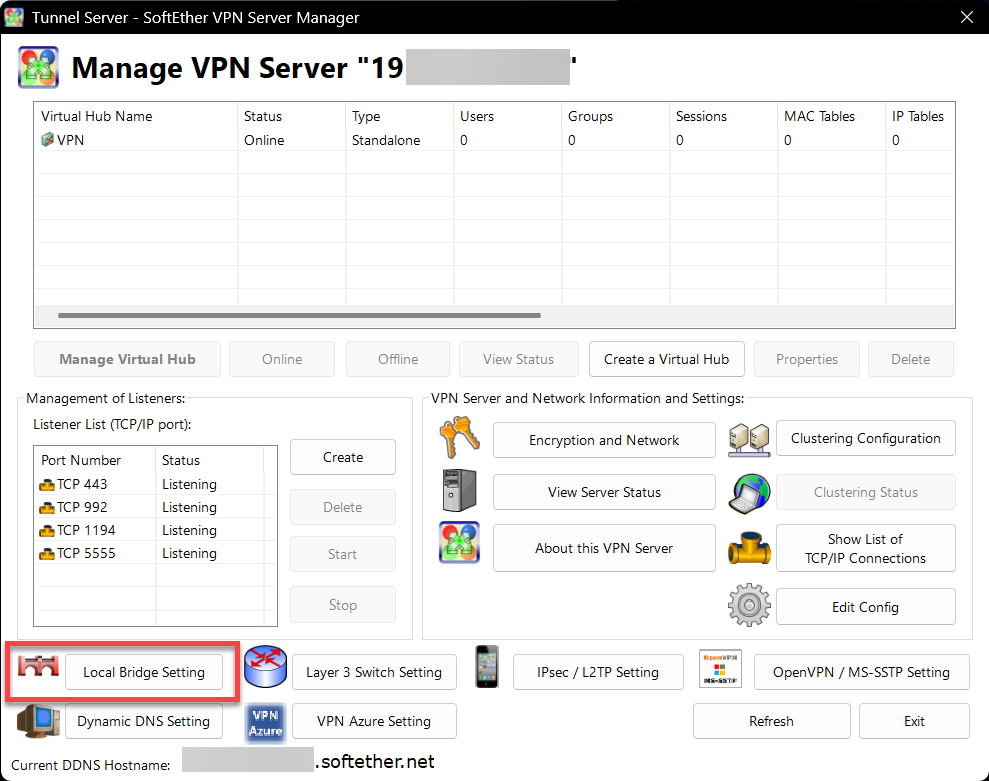 Tunnel Server - SoftEther VPN Server Manager
Manage VPN Server "19 "
Virtual Hub Name Status Type Users Groups Sessions MAC Tables IP Tables
VPN Online Standalone 0 0 0 0 0
Manage Virtual Hub Online Offline View Status Create a Virtual Hub Properties Delete
Management of Listeners:
Listener List (TCP/IP port):
Port Number Status
TCP 443 Listening
TCP 992 Listening
TCP 1194 Listening
TCP 5555 Listening
Create
Delete
Start
Stop
VPN Server and Network Information and Settings:
Encryption and Network Clustering Configuration
View Server Status Clustering Status
About this VPN Server Show List of
TCP/IP Connections
Edit Config
Local Bridge Setting Layer 3 Switch Setting IPsec / L2TP Setting OpenVPN MS-SSTP OpenVPN / MS-SSTP Setting
Dynamic DNS Setting VPN Azure VPN Azure Setting Refresh Exit
Current DDNS Hostname: .softether.net